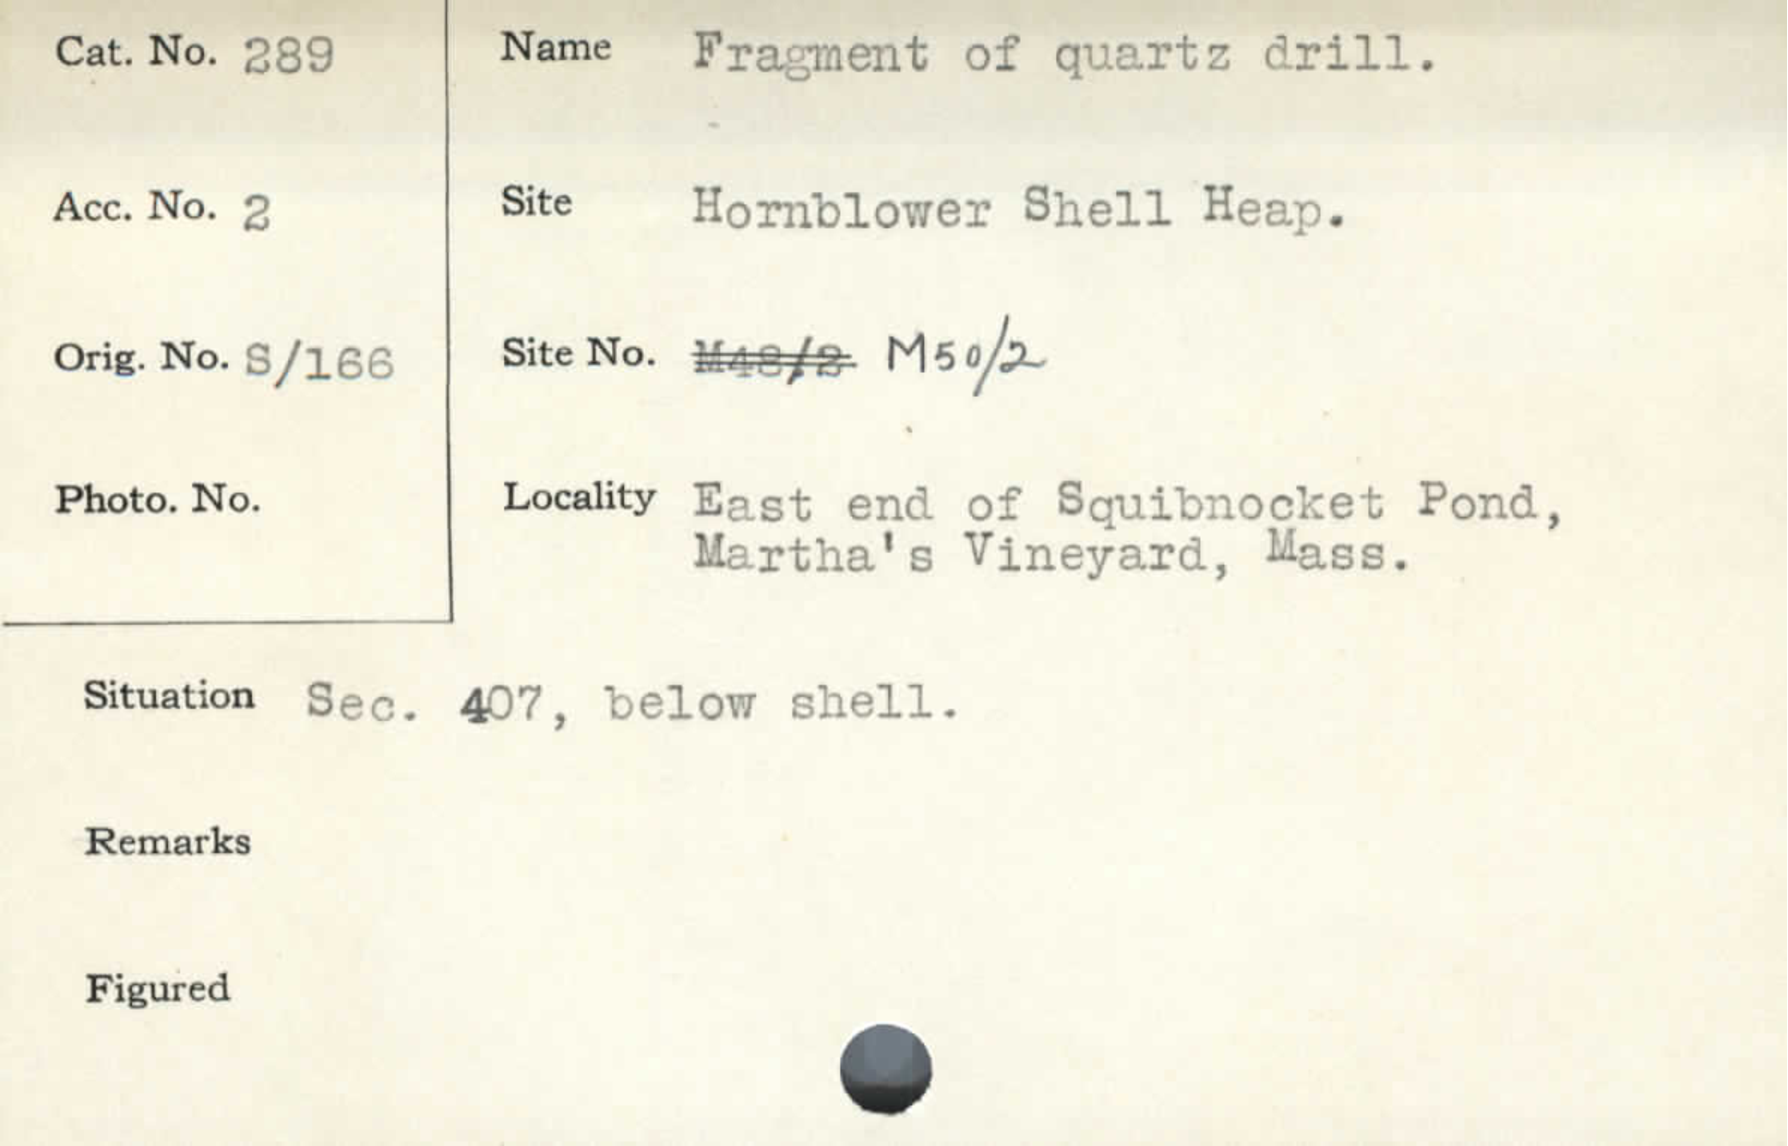 Cat. No. 289
Name Fragment of quartz drill.
Acc. No. 2
Site Hornblower Shell Heap.
Orig. No. S/166
Site No. M48/2 M50/2
Photo. No.
Locality East end of Squibnocket Pond,
Martha's Vineyard, Mass.
Situation Sec. 407, below shell.
Remarks
Figured